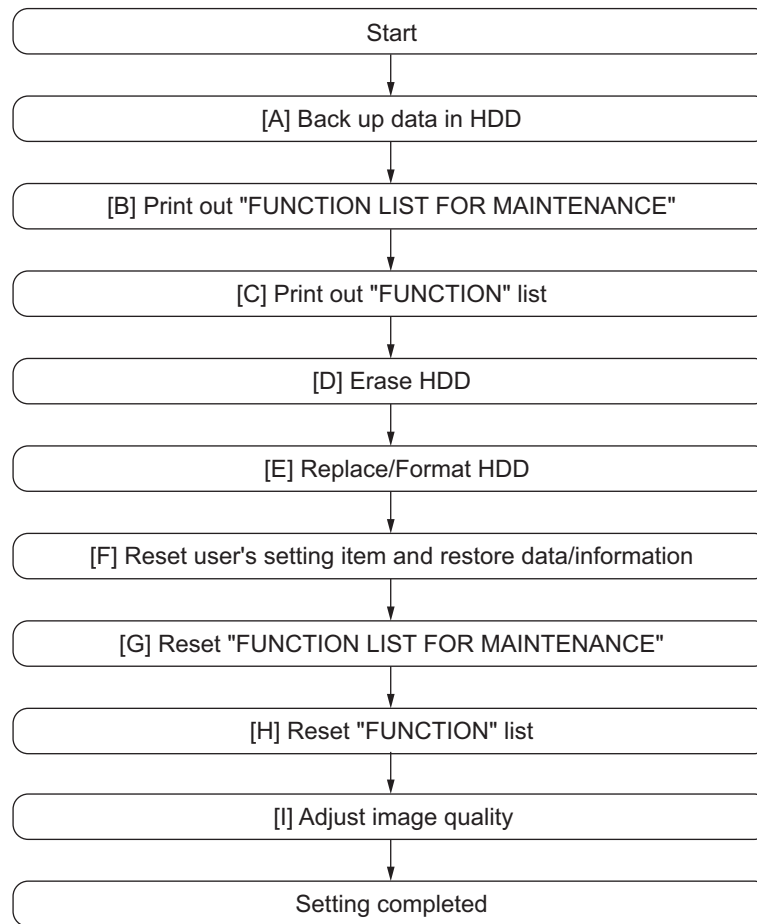 Start
[A] Back up data in HDD
[B] Print out "FUNCTION LIST FOR MAINTENANCE"
[C] Print out "FUNCTION" list
[D] Erase HDD
[E] Replace/Format HDD
[F] Reset user's setting item and restore data/information
[G] Reset "FUNCTION LIST FOR MAINTENANCE"
[H] Reset "FUNCTION" list
[I] Adjust image quality
Setting completed